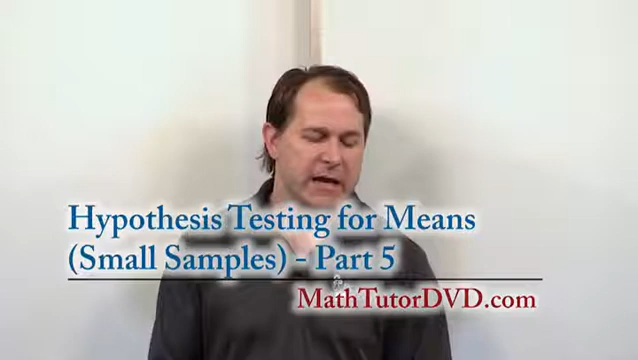 Hypothesis Testing for Means
(Small Samples) - Part 5
MathTutorDVD.com